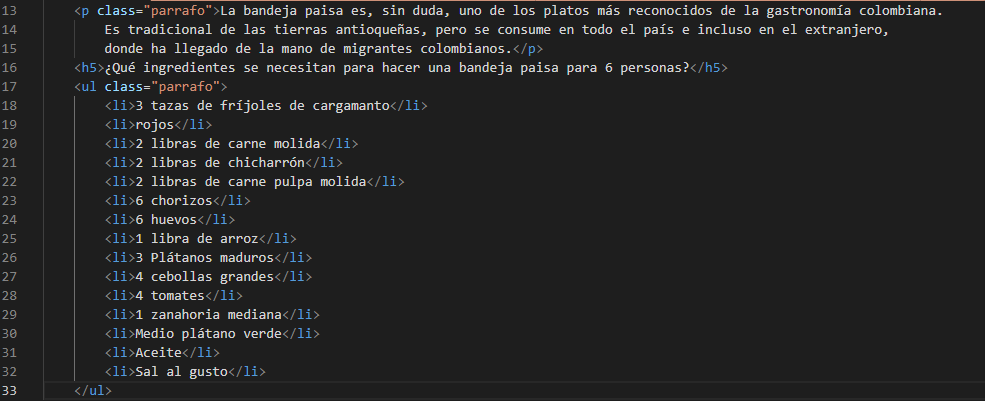 13 <p class="parrafo">La bandeja paisa es, sin duda, uno de los platos más reconocidos de la gastronomía colombiana.
14 Es tradicional de las tierras antioqueñas, pero se consume en todo el país e incluso en el extranjero,
15 donde ha llegado de la mano de migrantes colombianos.</p>
16 <h5>¿Qué ingredientes se necesitan para hacer una bandeja paisa para 6 personas?</h5>
17 <ul class="parrafo">
18 <li>3 tazas de fríjoles de cargamanto</li>
19 <li>rojos</li>
20 <li>2 libras de carne molida</li>
21 <li>2 libras de chicharrón</li>
22 <li>2 libras de carne pulpa molida</li>
23 <li>6 chorizos</li>
24 <li>6 huevos</li>
25 <li>1 libra de arroz</li>
26 <li>3 Plátanos maduros</li>
27 <li>4 cebollas grandes</li>
28 <li>4 tomates</li>
29 <li>1 zanahoria mediana</li>
30 <li>Medio plátano verde</li>
31 <li>Aceite</li>
32 <li>Sal al gusto</li>
33 </ul>